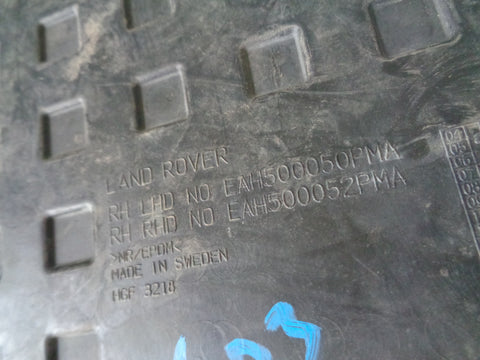 LAND ROVER
RH LHD NO. EAH500050PMA
RH RHD NO EAH500052PMA
>NR/EPDM<
MADE IN SWEDEN
HGF 3218